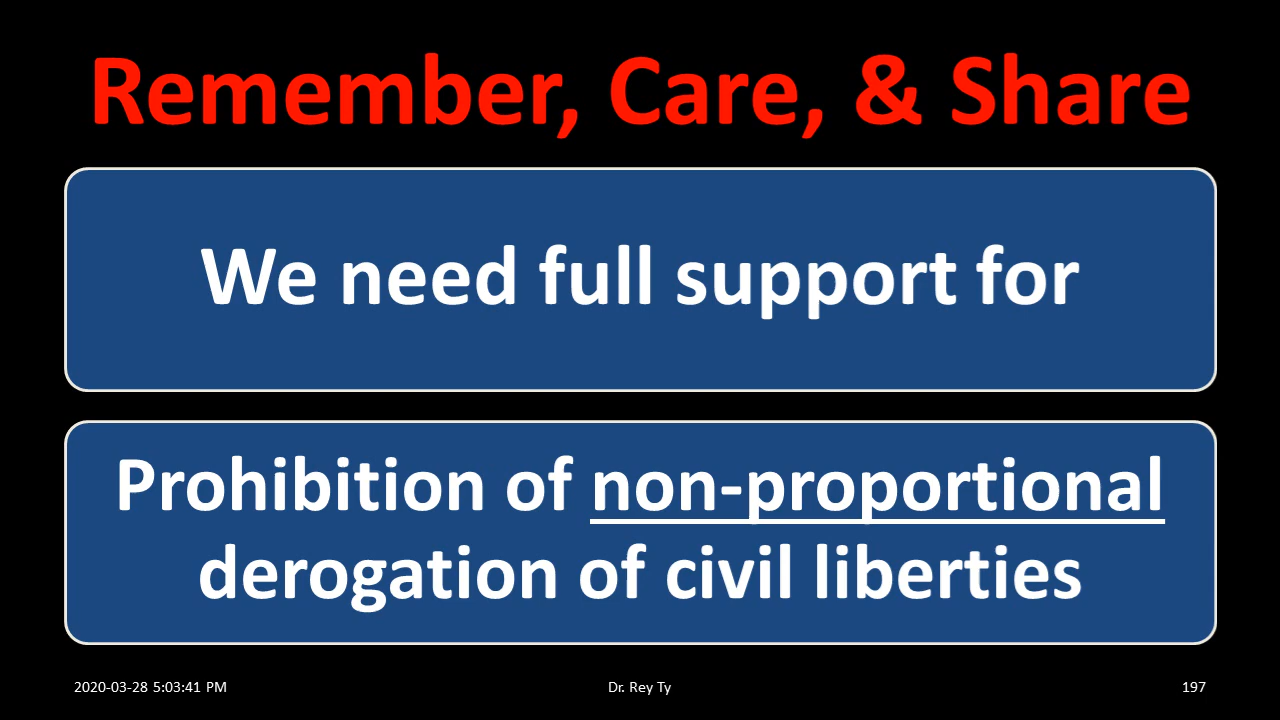 Remember, Care, & Share
We need full support for
Prohibition of non-proportional
derogation of civil liberties
2020-03-28 5:03:41 PM
Dr. Rey Ty
197